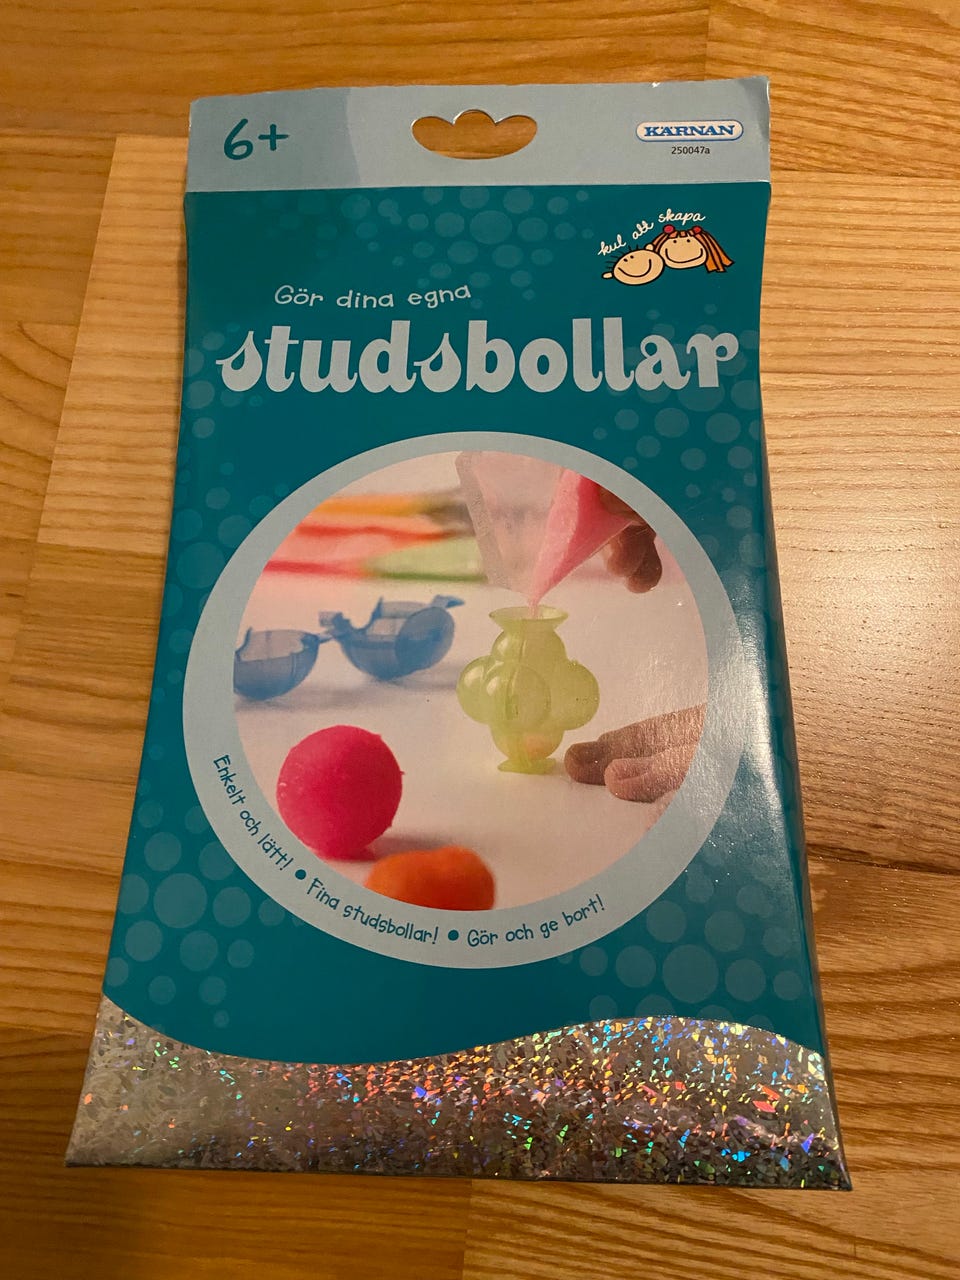 6+
KÄRNAN
250047a
kul att skapa
Gör dina egna
studsbollar
Enkelt och lätt! • Fina studsbollar! • Gör och ge bort!